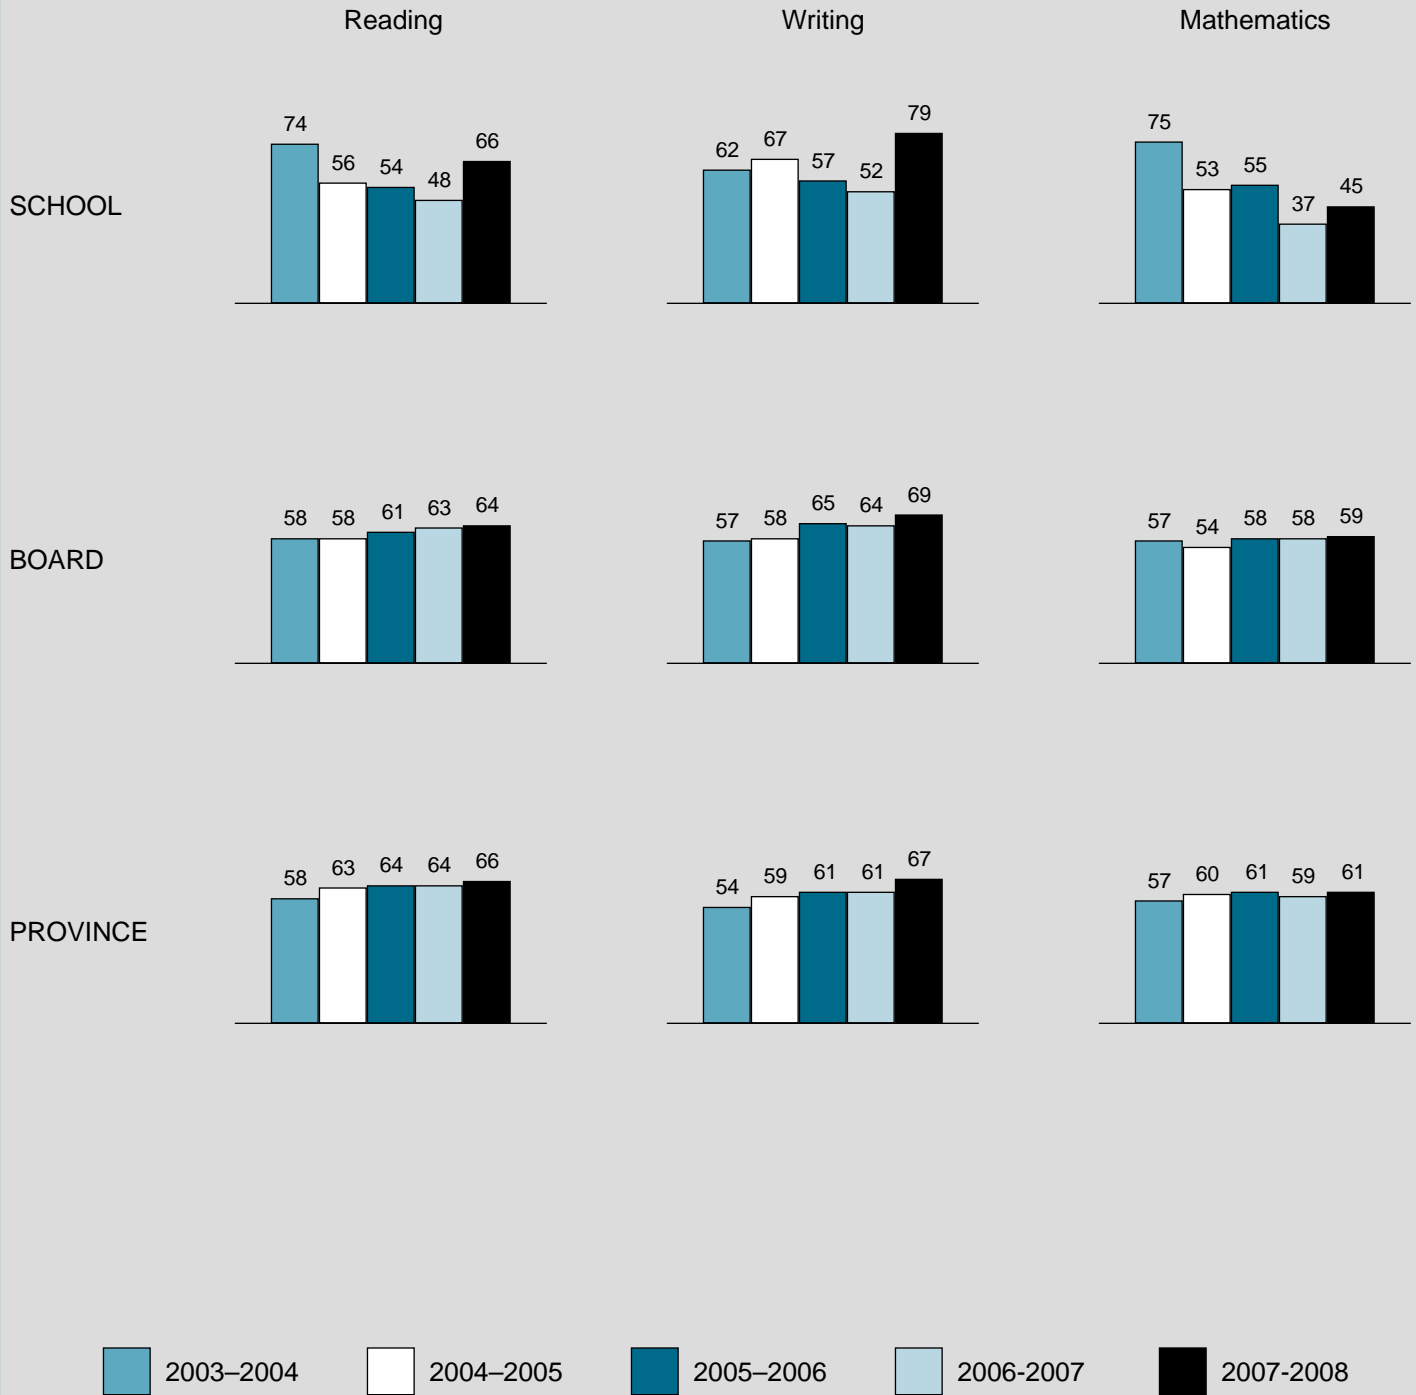 Reading Writing Mathematics
SCHOOL
74 56 54 48 66
62 67 57 52 79
75 53 55 37 45
BOARD
58 58 61 63 64
57 58 65 64 69
57 54 58 58 59
PROVINCE
58 63 64 64 66
54 59 61 61 67
57 60 61 59 61
2003–2004 2004–2005 2005–2006 2006-2007 2007-2008